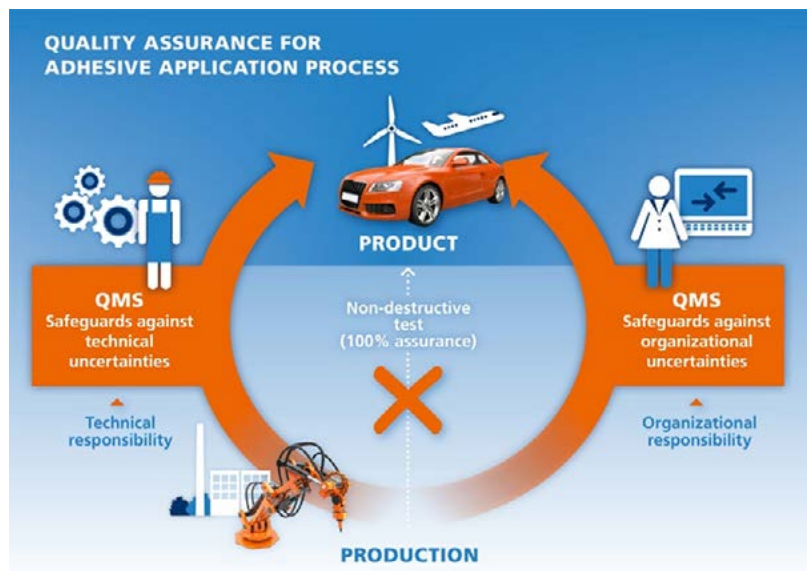 QUALITY ASSURANCE FOR
ADHESIVE APPLICATION PROCESS
PRODUCT
QMS
Safeguards against
technical
uncertainties
Non-destructive
test
(100% assurance)
QMS
Safeguards against
organizational
uncertainties
Technical
responsibility
Organizational
responsibility
PRODUCTION